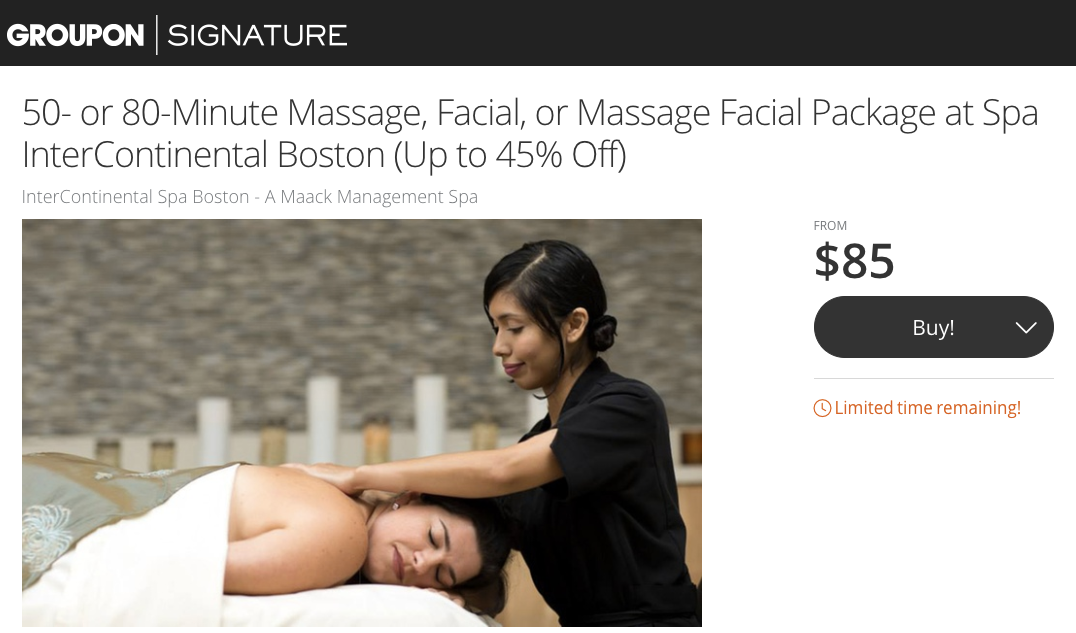 GROUPON | SIGNATURE
50- or 80-Minute Massage, Facial, or Massage Facial Package at Spa
InterContinental Boston (Up to 45% Off)
InterContinental Spa Boston - A Maack Management Spa
FROM
$85
Buy!
Limited time remaining!